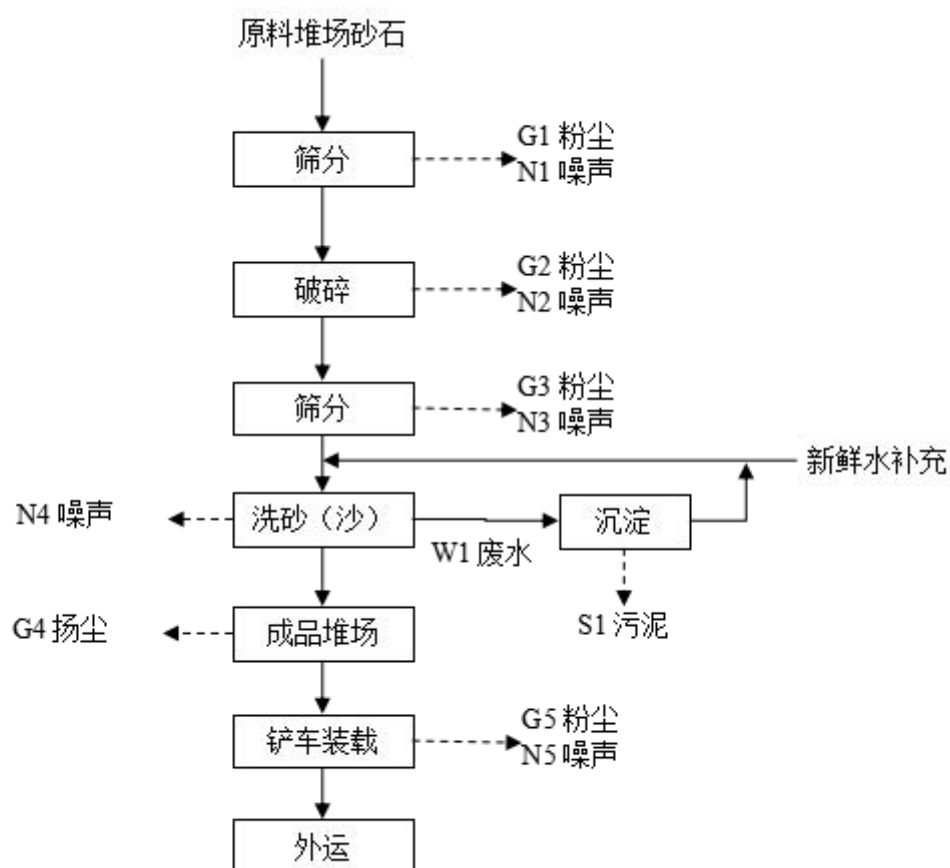 原料堆场砂石
筛分
G1 粉尘
N1 噪声
破碎
G2 粉尘
N2 噪声
筛分
G3 粉尘
N3 噪声
新鲜水补充
N4 噪声
洗砂（沙）
W1 废水
沉淀
S1 污泥
G4 扬尘
成品堆场
铲车装载
G5 粉尘
N5 噪声
外运